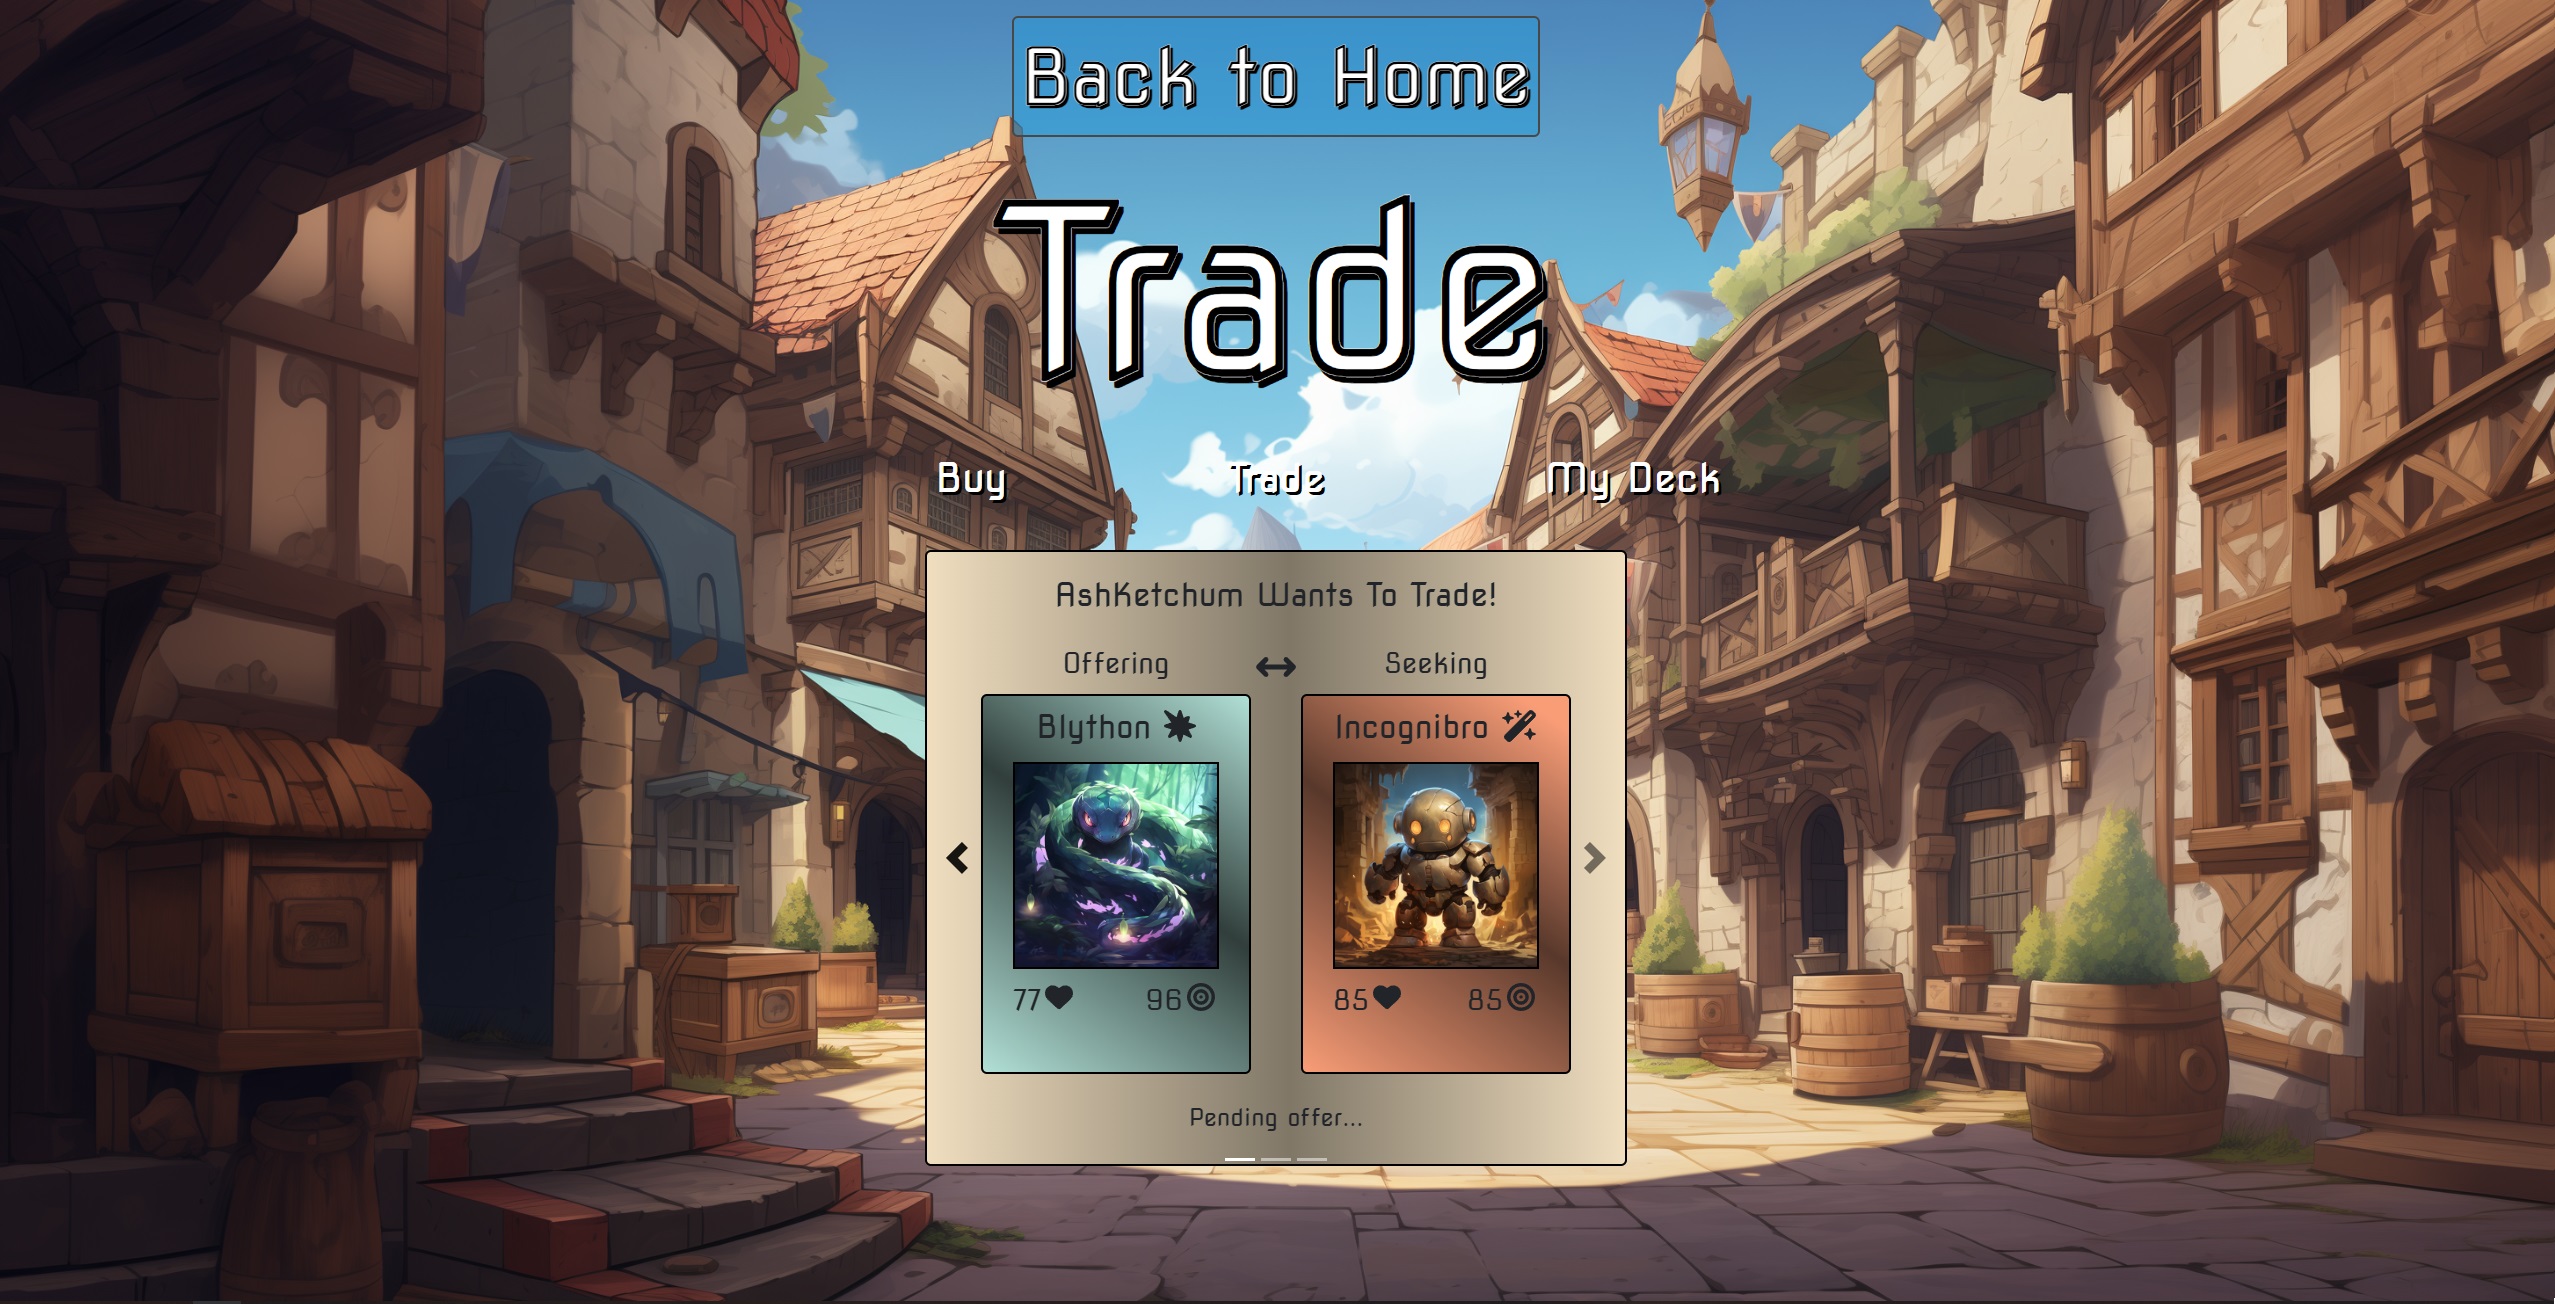 Back to Home
Trade
Buy Trade My Deck
AshKetchum Wants To Trade!
Offering Seeking
Blython Incognibro
77 96 85 85
Pending offer...